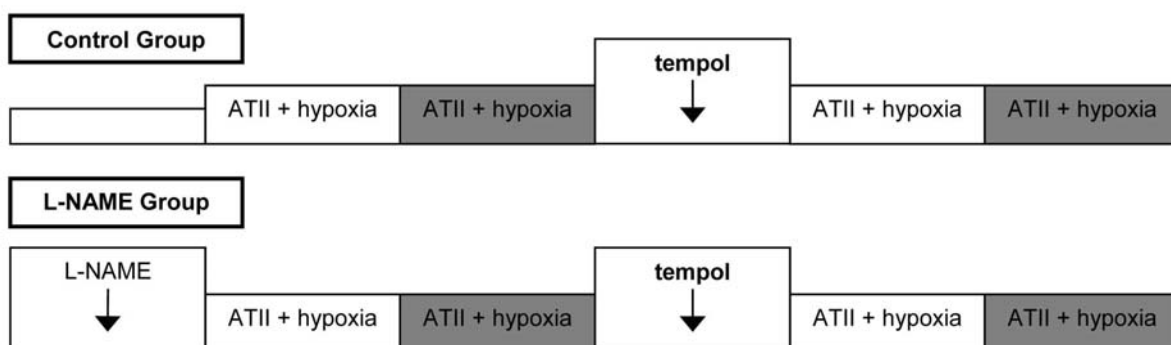 Control Group
tempol
ATII + hypoxia ATII + hypoxia ATII + hypoxia ATII + hypoxia
L-NAME Group
L-NAME tempol
ATII + hypoxia ATII + hypoxia ATII + hypoxia ATII + hypoxia